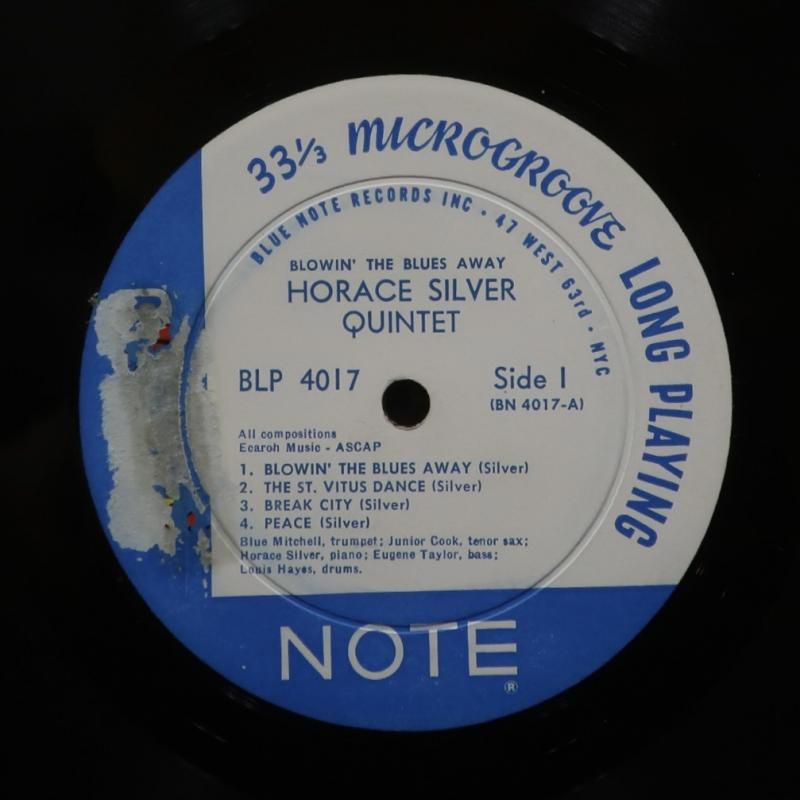 33⅓ MICROGROOVE LONG PLAYING
BLUE NOTE RECORDS INC · 47 WEST 63rd · NYC
BLOWIN' THE BLUES AWAY
HORACE SILVER
QUINTET
BLP 4017
Side 1
(BN 4017-A)
All compositions
Ecaroh Music - ASCAP
1. BLOWIN' THE BLUES AWAY (Silver)
2. THE ST. VITUS DANCE (Silver)
3. BREAK CITY (Silver)
4. PEACE (Silver)
Blue Mitchell, trumpet; Junior Cook, tenor sax;
Horace Silver, piano; Eugene Taylor, bass;
Louis Hayes, drums.
NOTE
®